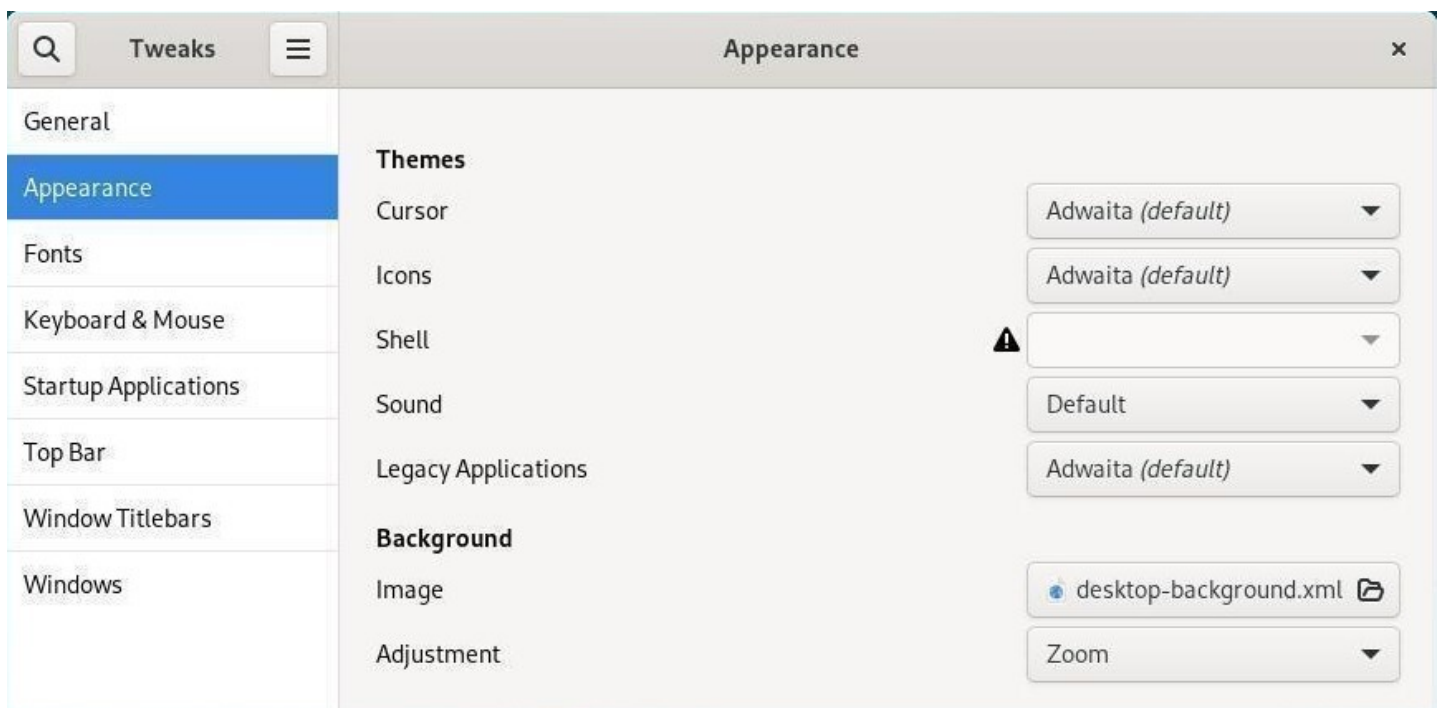 Tweaks
Appearance
General
Appearance
Fonts
Keyboard & Mouse
Startup Applications
Top Bar
Window Titlebars
Windows
Themes
Cursor Adwaita (default)
Icons Adwaita (default)
Shell
Sound Default
Legacy Applications Adwaita (default)
Background
Image desktop-background.xml
Adjustment Zoom